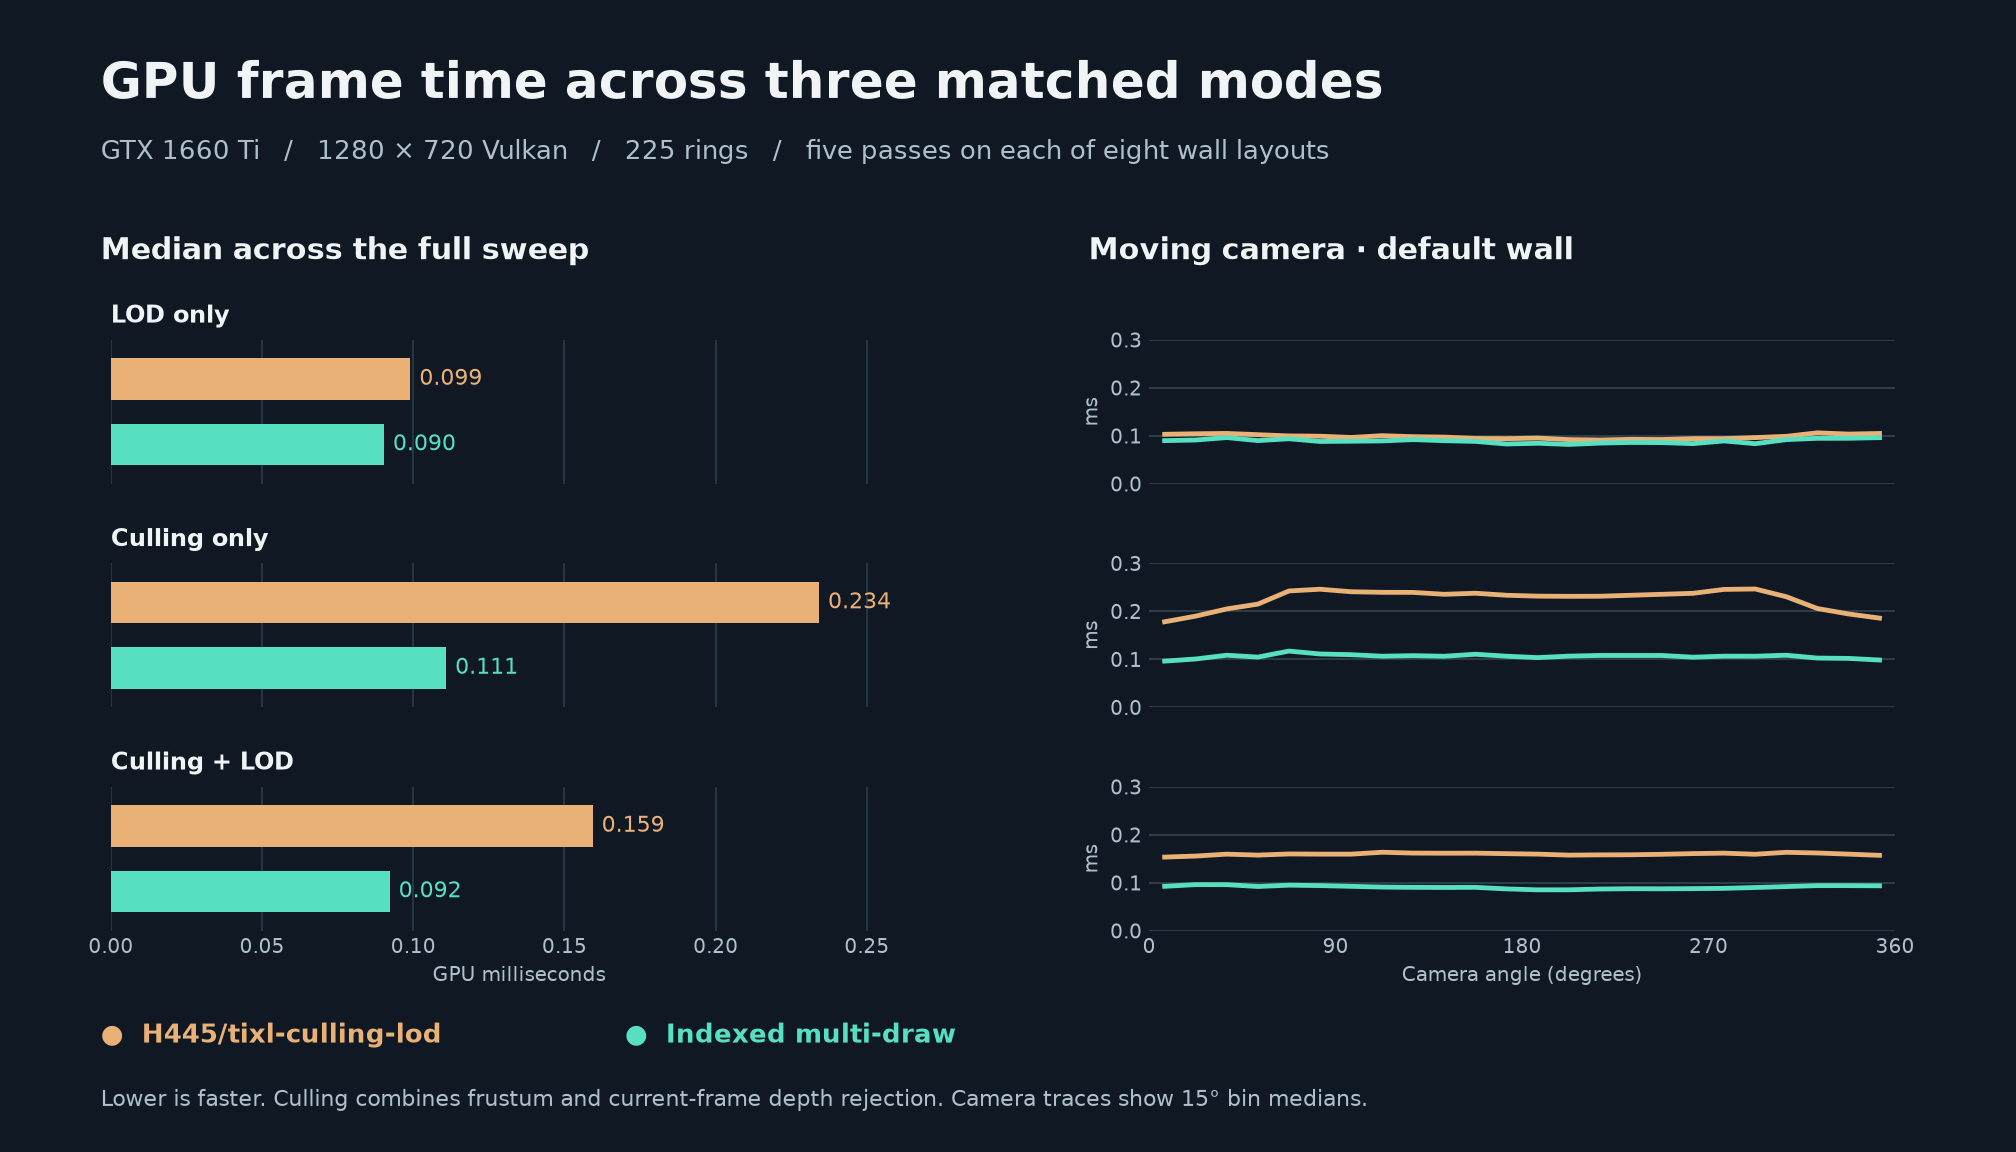 GPU frame time across three matched modes
GTX 1660 Ti / 1280 × 720 Vulkan / 225 rings / five passes on each of eight wall layouts
Median across the full sweep
LOD only
0.099
0.090
Culling only
0.234
0.111
Culling + LOD
0.159
0.092
0.00 0.05 0.10 0.15 0.20 0.25
GPU milliseconds
Moving camera · default wall
0.3
0.2
0.1
0.0
ms
0.3
0.2
0.1
0.0
ms
0.3
0.2
0.1
0.0
ms
0 90 180 270 360
Camera angle (degrees)
H445/tixl-culling-lod
Indexed multi-draw
Lower is faster. Culling combines frustum and current-frame depth rejection. Camera traces show 15° bin medians.